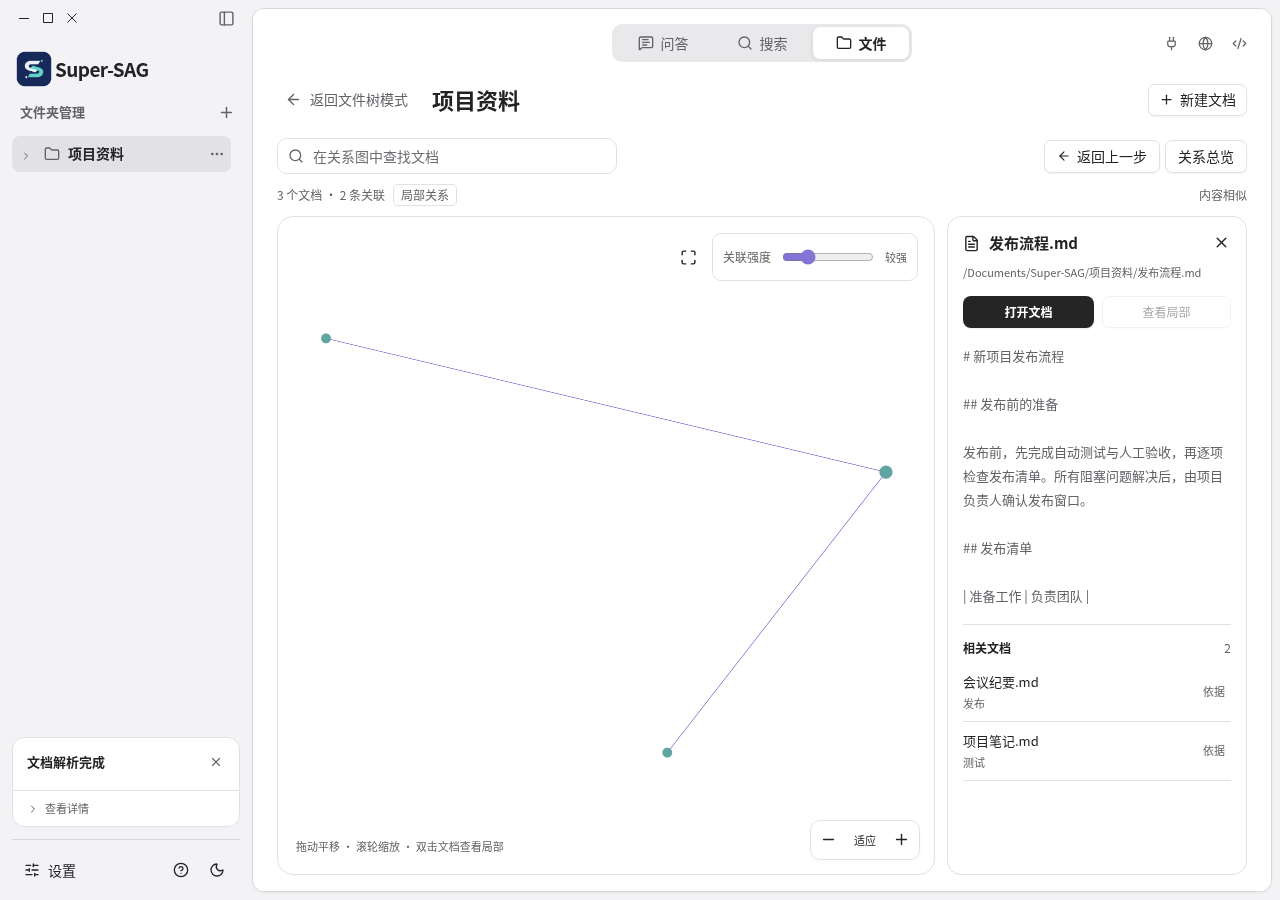 Super-SAG
文件夹管理
项目资料
文档解析完成
查看详情
设置
问答
搜索
文件
返回文件树模式
项目资料
新建文档
在关系图中查找文档
返回上一步
关系总览
3 个文档 · 2 条关联
局部关系
内容相似
关联强度
较强
拖动平移 · 滚轮缩放 · 双击文档查看局部
适应
发布流程.md
/Documents/Super-SAG/项目资料/发布流程.md
打开文档
查看局部
# 新项目发布流程
## 发布前的准备
发布前，先完成自动测试与人工验收，再逐项
检查发布清单。所有阻塞问题解决后，由项目
负责人确认发布窗口。
## 发布清单
| 准备工作 | 负责团队 |
相关文档
2
会议纪要.md
发布
依据
项目笔记.md
测试
依据